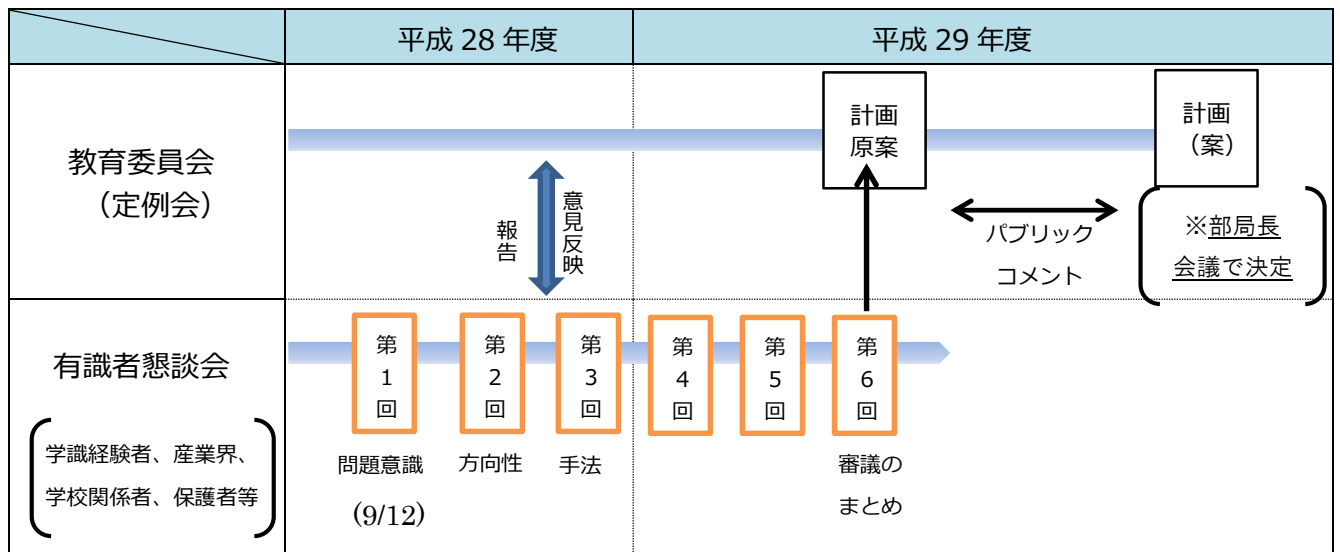 平成 28 年度
平成 29 年度
教育委員会
（定例会）
計画
原案
計画
（案）
報告
意見反映
パブリック
コメント
※部局長
会議で決定
有識者懇談会
学識経験者、産業界、
学校関係者、保護者等
第1回
第2回
第3回
第4回
第5回
第6回
問題意識
(9/12)
方向性
手法
審議の
まとめ